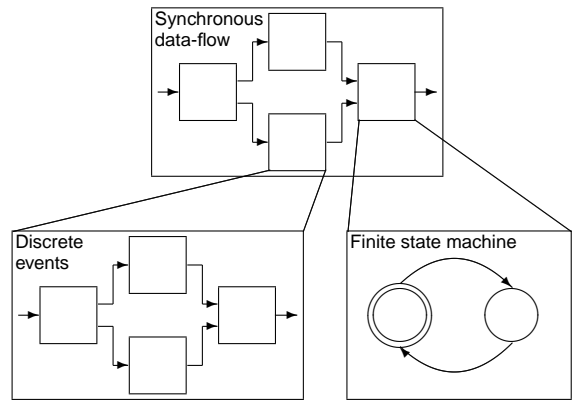 Synchronous
data-flow
Discrete
events
Finite state machine